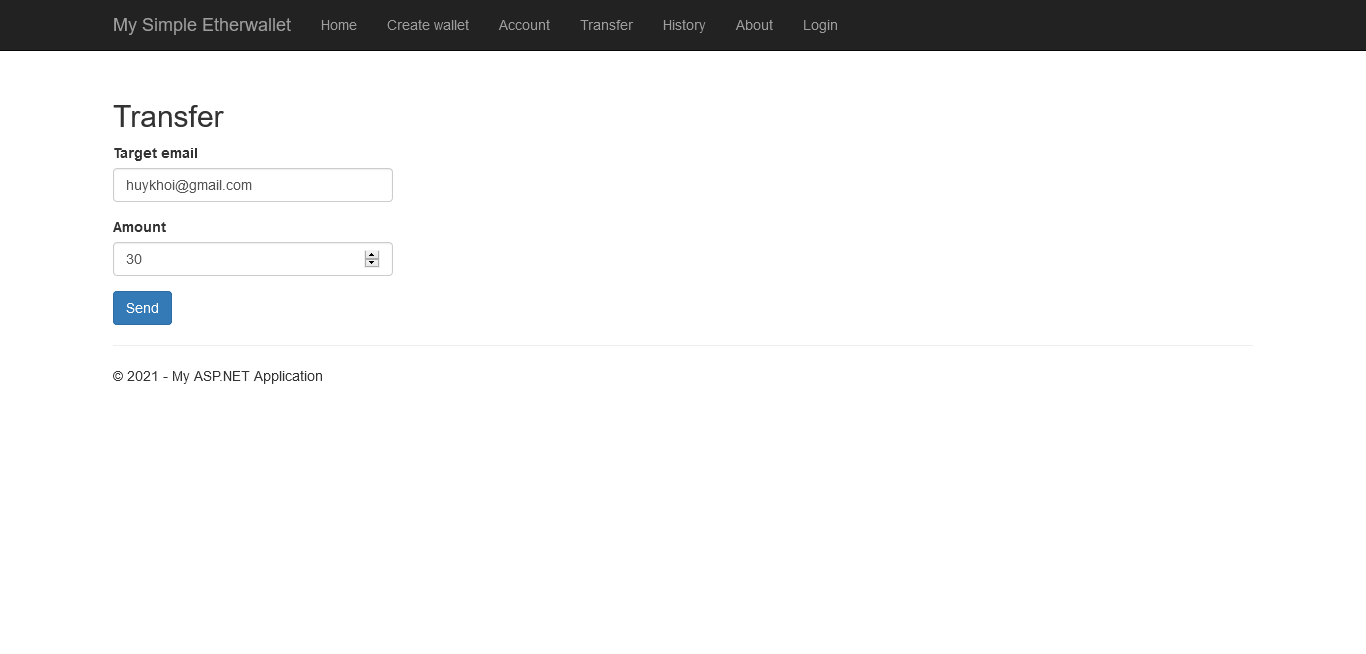 My Simple Etherwallet Home Create wallet Account Transfer History About Login
Transfer
Target email
huykhoi@gmail.com
Amount
30
Send
© 2021 - My ASP.NET Application